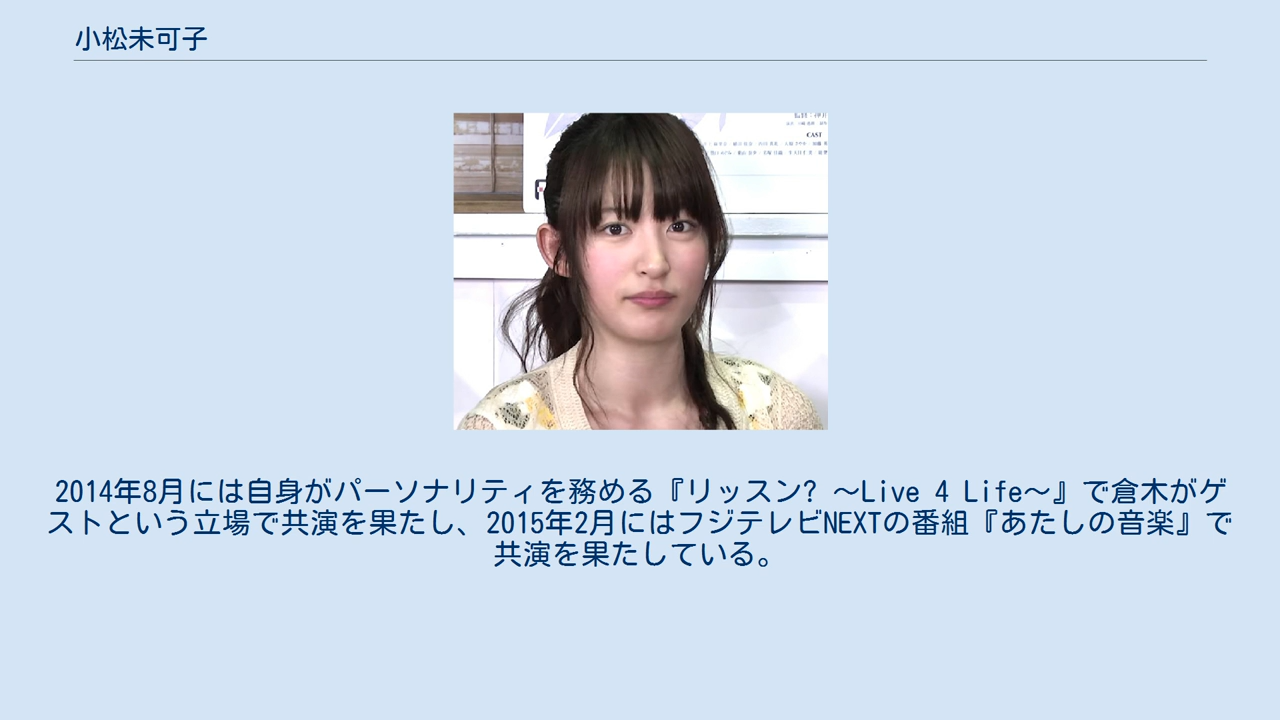 小松未可子
CAST
2014年8月には自身がパーソナリティを務める『リッスン? ～Live 4 Life～』で倉木がゲ
ストという立場で共演を果たし、2015年2月にはフジテレビNEXTの番組『あたしの音楽』で
共演を果たしている。